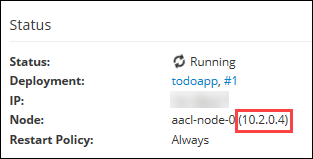 Status
Status: Running
Deployment: todoapp, #1
IP:
Node: aacl-node-0 (10.2.0.4)
Restart Policy: Always